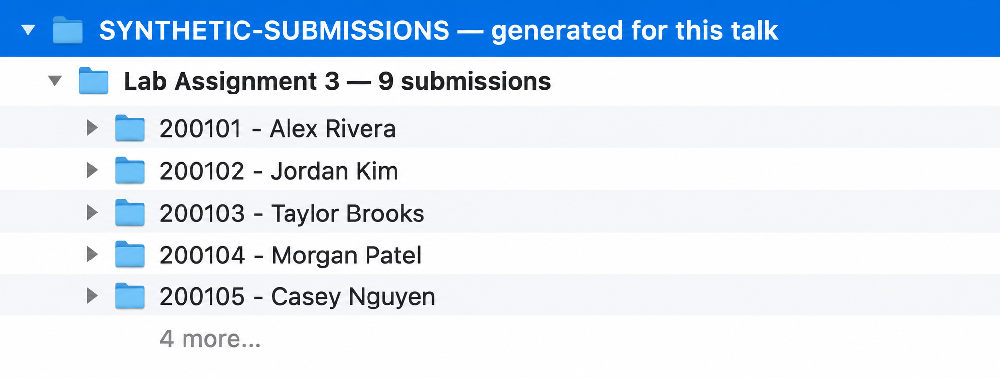 SYNTHETIC-SUBMISSIONS — generated for this talk
Lab Assignment 3 — 9 submissions
200101 - Alex Rivera
200102 - Jordan Kim
200103 - Taylor Brooks
200104 - Morgan Patel
200105 - Casey Nguyen
4 more...